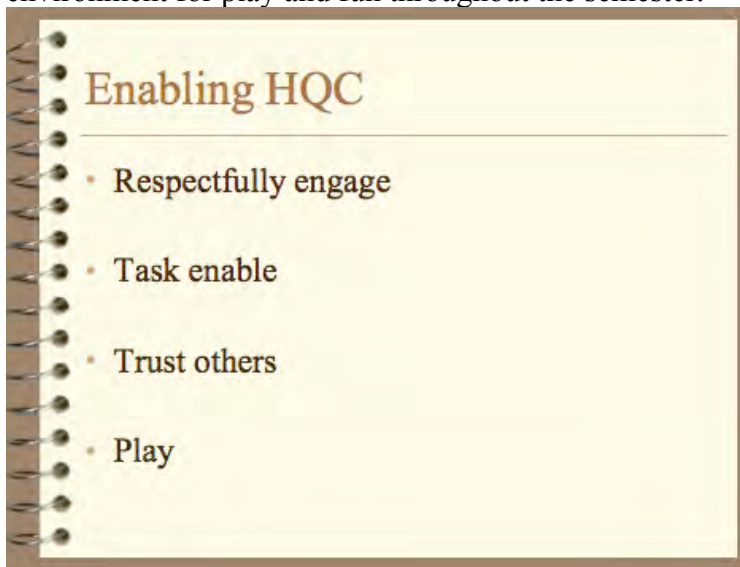 environment for play and fun throughout the semester.
Enabling HQC
• Respectfully engage
• Task enable
• Trust others
• Play